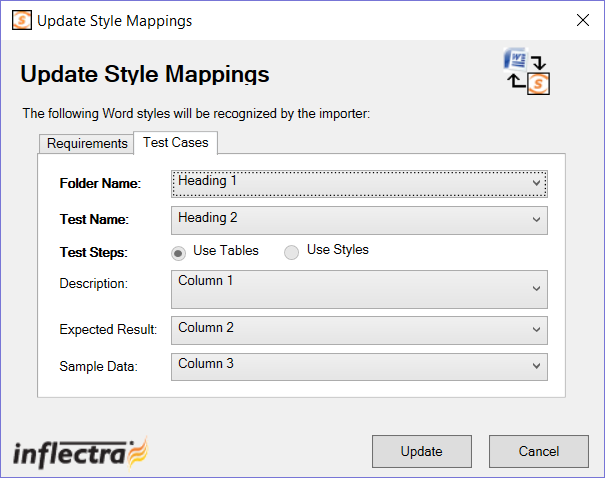 Update Style Mappings
Update Style Mappings
The following Word styles will be recognized by the importer:
Requirements Test Cases
Folder Name: Heading 1
Test Name: Heading 2
Test Steps: Use Tables Use Styles
Description: Column 1
Expected Result: Column 2
Sample Data: Column 3
inflectra Update Cancel